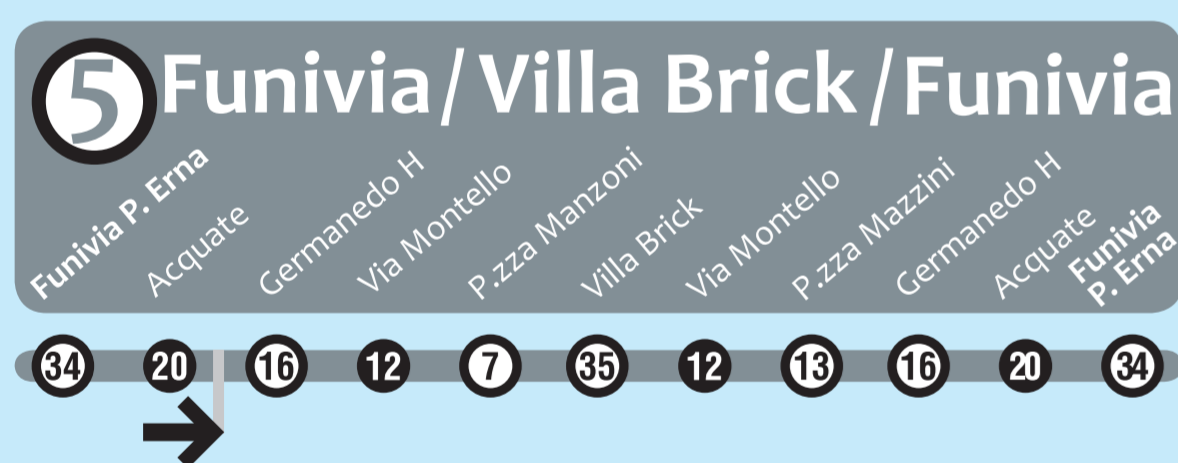 5 Funivia/Villa Brick/Funivia
Funivia P. Erna
Acquate
Germanedo H
Via Montello
P.zza Manzoni
Villa Brick
Via Montello
P.zza Mazzini
Germanedo H
Acquate
Funivia
P. Erna
34 20 16 12 7 35 12 13 16 20 34